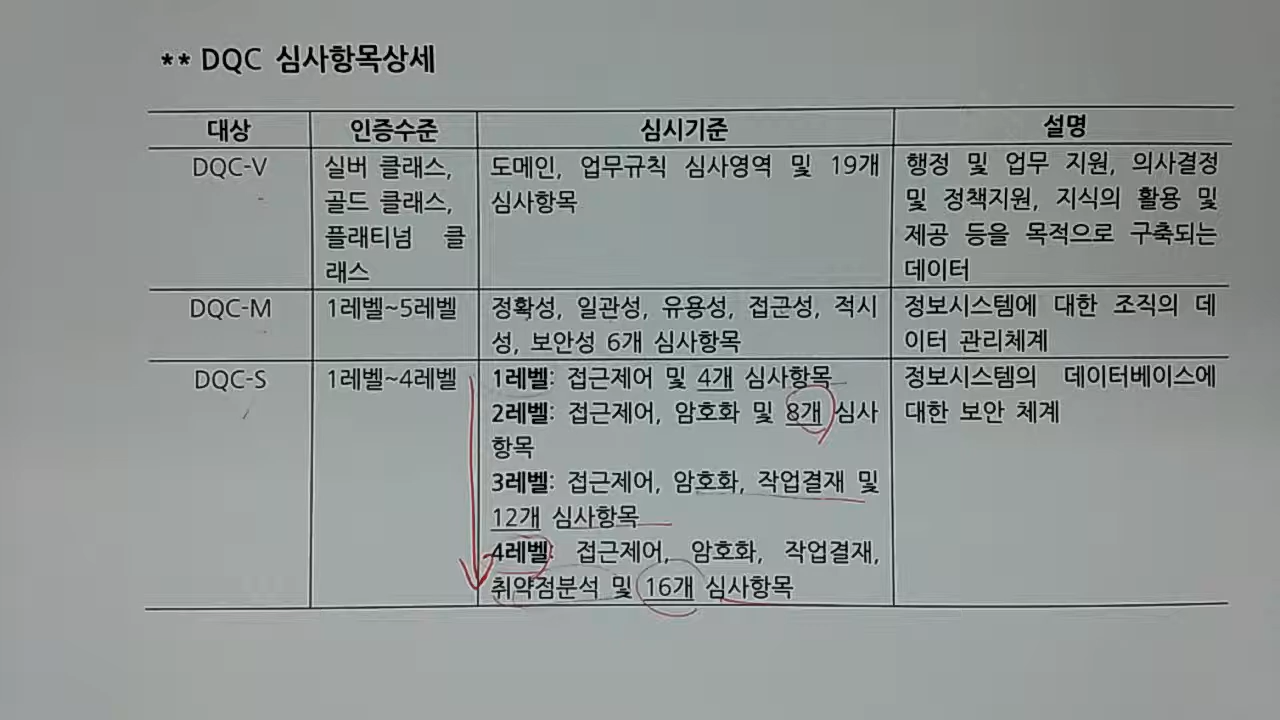 ** DQC 심사항목상세
대상 인증수준 심시기준 설명
DQC-V
실버 클래스,
골드 클래스,
플래티넘 클
래스
도메인, 업무규칙 심사영역 및 19개
심사항목
행정 및 업무 지원, 의사결정
및 정책지원, 지식의 활용 및
제공 등을 목적으로 구축되는
데이터
DQC-M
1레벨~5레벨
정확성, 일관성, 유용성, 접근성, 적시
성, 보안성 6개 심사항목
정보시스템에 대한 조직의 데
이터 관리체계
DQC-S
1레벨~4레벨
1레벨: 접근제어 및 4개 심사항목
2레벨: 접근제어, 암호화 및 8개 심사
항목
3레벨: 접근제어, 암호화, 작업결재 및
12개 심사항목
4레벨: 접근제어, 암호화, 작업결재,
취약점분석 및 16개 심사항목
정보시스템의 데이터베이스에
대한 보안 체계